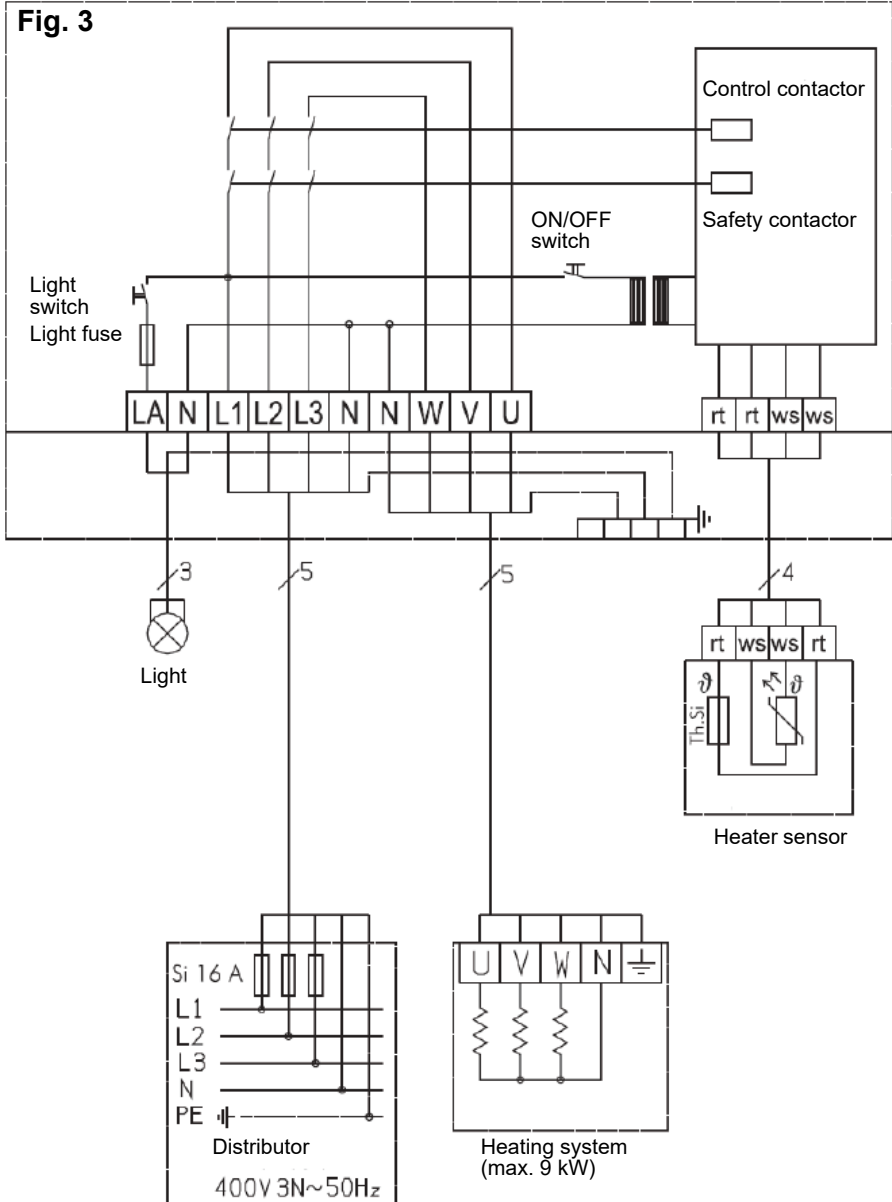 Fig. 3
Control contactor
Safety contactor
ON/OFF
switch
Light
switch
Light fuse
LA N L1 L2 L3 N N W V U
rt rt ws ws
3
5
5
4
Light
rt ws ws rt
ϑ
ϑ
Th.Si
Heater sensor
Si 16 A
L1
L2
L3
N
PE
Distributor
400V 3N~50Hz
U V W N
Heating system
(max. 9 kW)